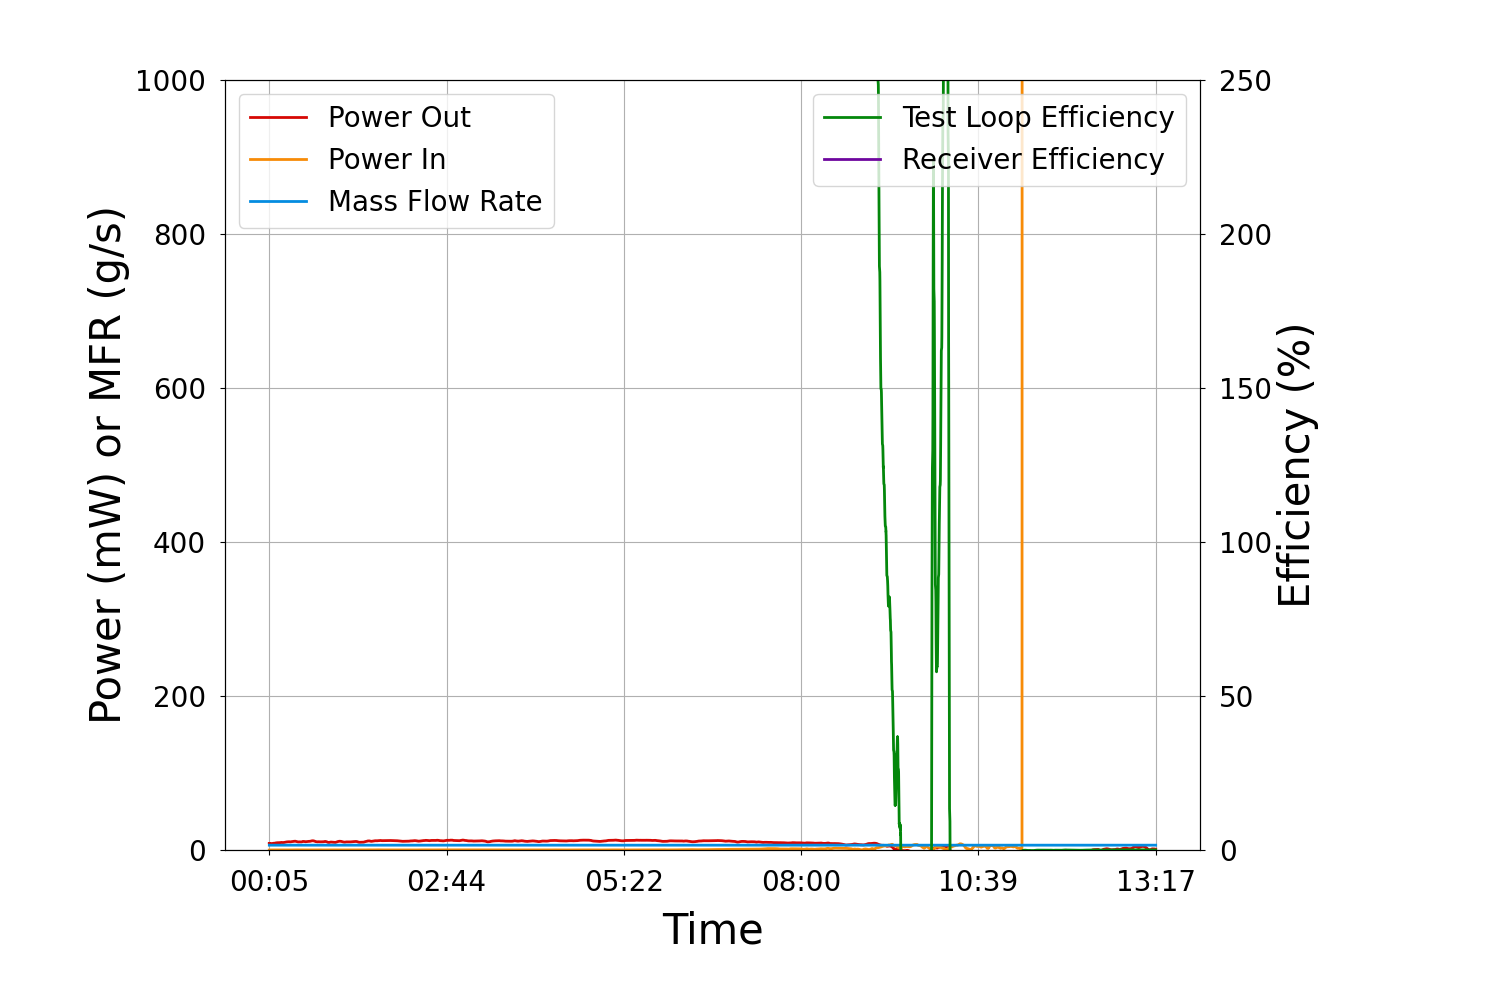 Power (mW) or MFR (g/s)
1000
800
600
400
200
0
Power Out
Power In
Mass Flow Rate
Test Loop Efficiency
Receiver Efficiency
250
200
150
100
50
0
Efficiency (%)
00:05 02:44 05:22 08:00 10:39 13:17
Time